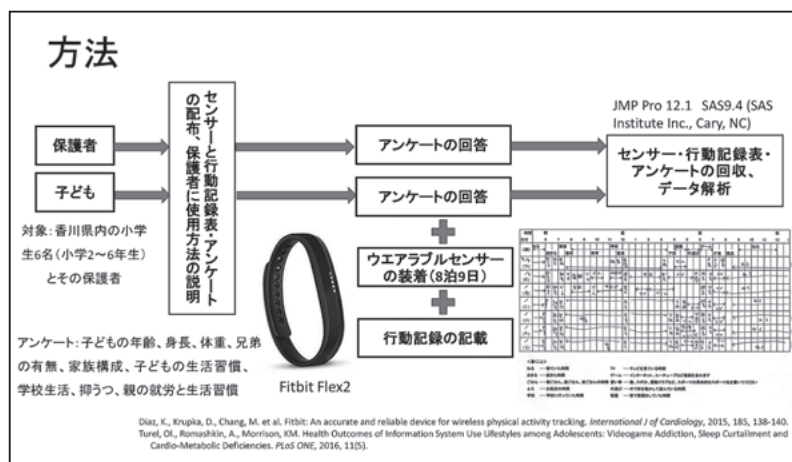 方法
保護者
子ども
対象：香川県内の小学
生6名（小学2～6年生）
とその保護者
センサーと行動記録表・アンケート
の配布、保護者に使用方法の説明
アンケートの回答
アンケートの回答
ウエアラブルセンサー
の装着（8泊9日）
行動記録の記載
JMP Pro 12.1 SAS9.4 (SAS
Institute Inc., Cary, NC)
センサー・行動記録表・
アンケートの回収、
データ解析
アンケート：子どもの年齢、身長、体重、兄弟
の有無、家族構成、子どもの生活習慣、
学校生活、抑うつ、親の就労と生活習慣
Fitbit Flex2
Diaz, K., Krupka, D., Chang, M. et al. Fitbit: An accurate and reliable device for wireless physical activity tracking. International J of Cardiology, 2015, 185, 138-140.
Turel, OI., Romashkin, A., Morrison, KM. Health Outcomes of Information System Use Lifestyles among Adolescents: Videogame Addiction, Sleep Curtailment and
Cardio-Metabolic Deficiencies. PLoS ONE, 2016, 11(5).